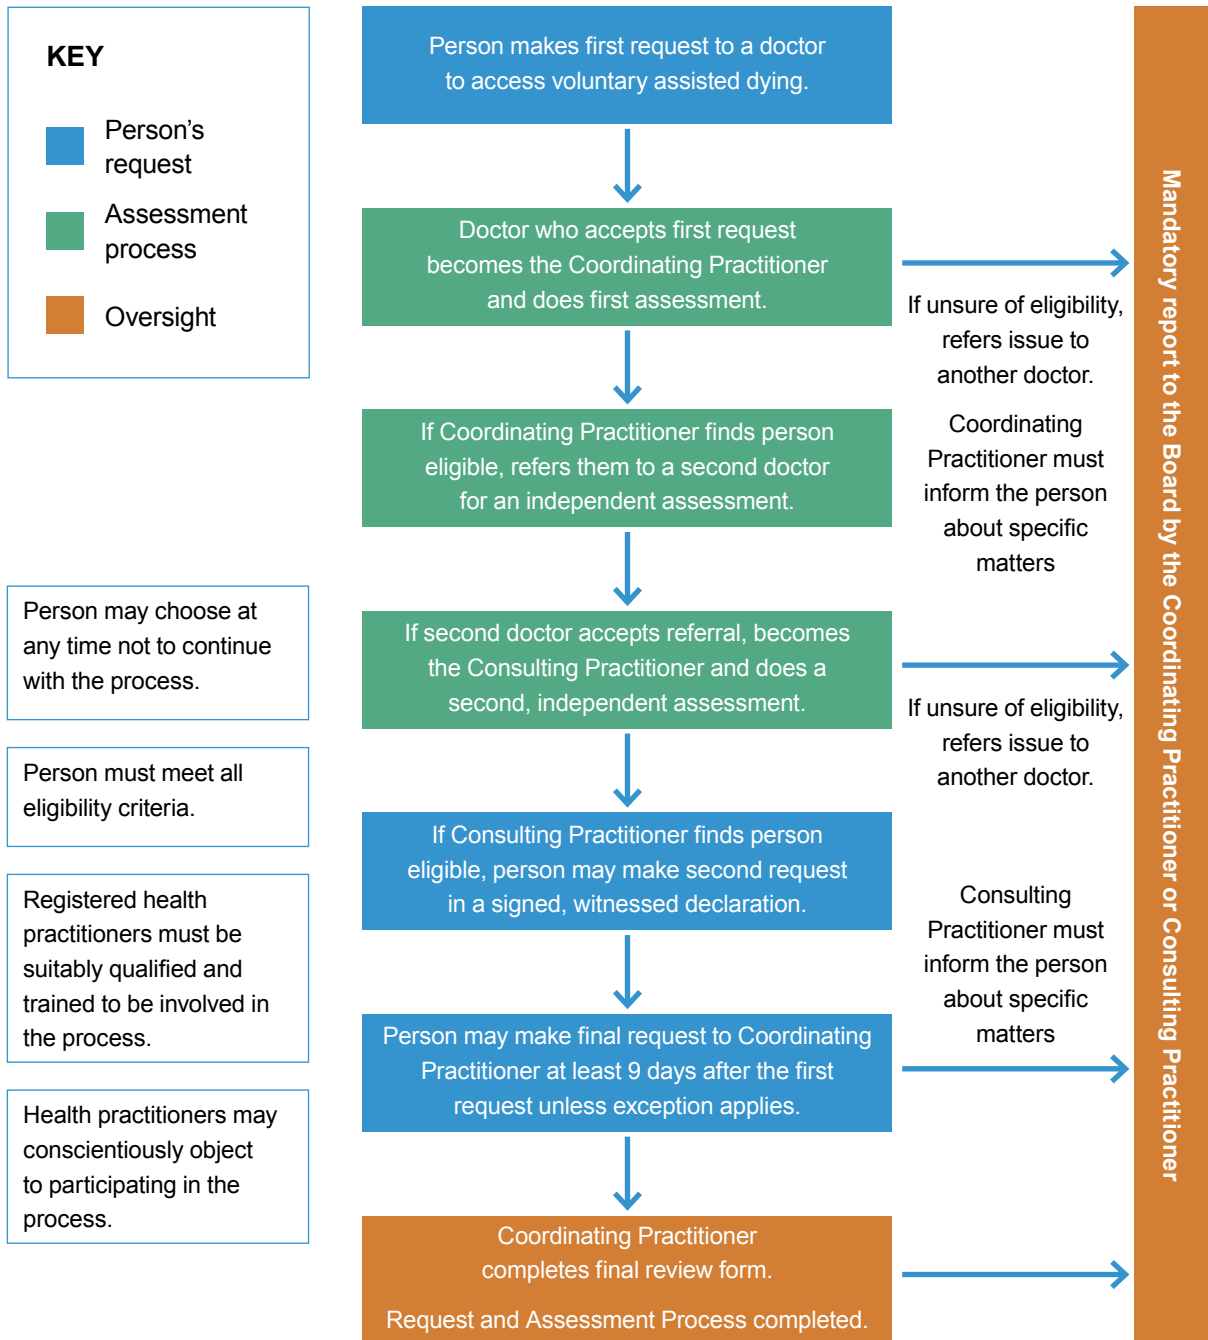 KEY
Person's
request
Assessment
process
Oversight
Person makes first request to a doctor
to access voluntary assisted dying.
Doctor who accepts first request
becomes the Coordinating Practitioner
and does first assessment.
If unsure of eligibility,
refers issue to
another doctor.
If Coordinating Practitioner finds person
eligible, refers them to a second doctor
for an independent assessment.
Coordinating
Practitioner must
inform the person
about specific
matters
Person may choose at
any time not to continue
with the process.
If second doctor accepts referral, becomes
the Consulting Practitioner and does a
second, independent assessment.
If unsure of eligibility,
refers issue to
another doctor.
Person must meet all
eligibility criteria.
If Consulting Practitioner finds person
eligible, person may make second request
in a signed, witnessed declaration.
Consulting
Practitioner must
inform the person
about specific
matters
Registered health
practitioners must be
suitably qualified and
trained to be involved in
the process.
Person may make final request to Coordinating
Practitioner at least 9 days after the first
request unless exception applies.
Health practitioners may
conscientiously object
to participating in the
process.
Coordinating Practitioner
completes final review form.
Request and Assessment Process completed.
Mandatory report to the Board by the Coordinating Practitioner or Consulting Practitioner